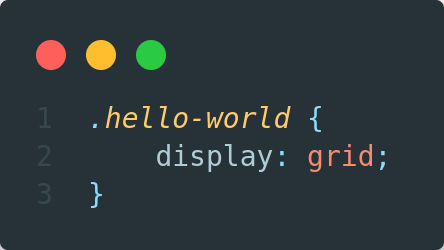 1 .hello-world {
2     display: grid;
3 }